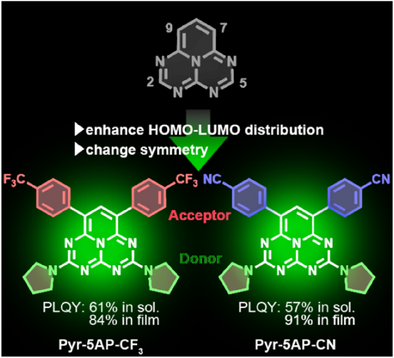 9 7
N N
N
2 N N 5
▶enhance HOMO-LUMO distribution
▶change symmetry
F₃C CF₃ NC CN
Acceptor
N N N N
N N
Donor
N N N N N N N N
PLQY: 61% in sol. PLQY: 57% in sol.
84% in film 91% in film
Pyr-5AP-CF₃ Pyr-5AP-CN